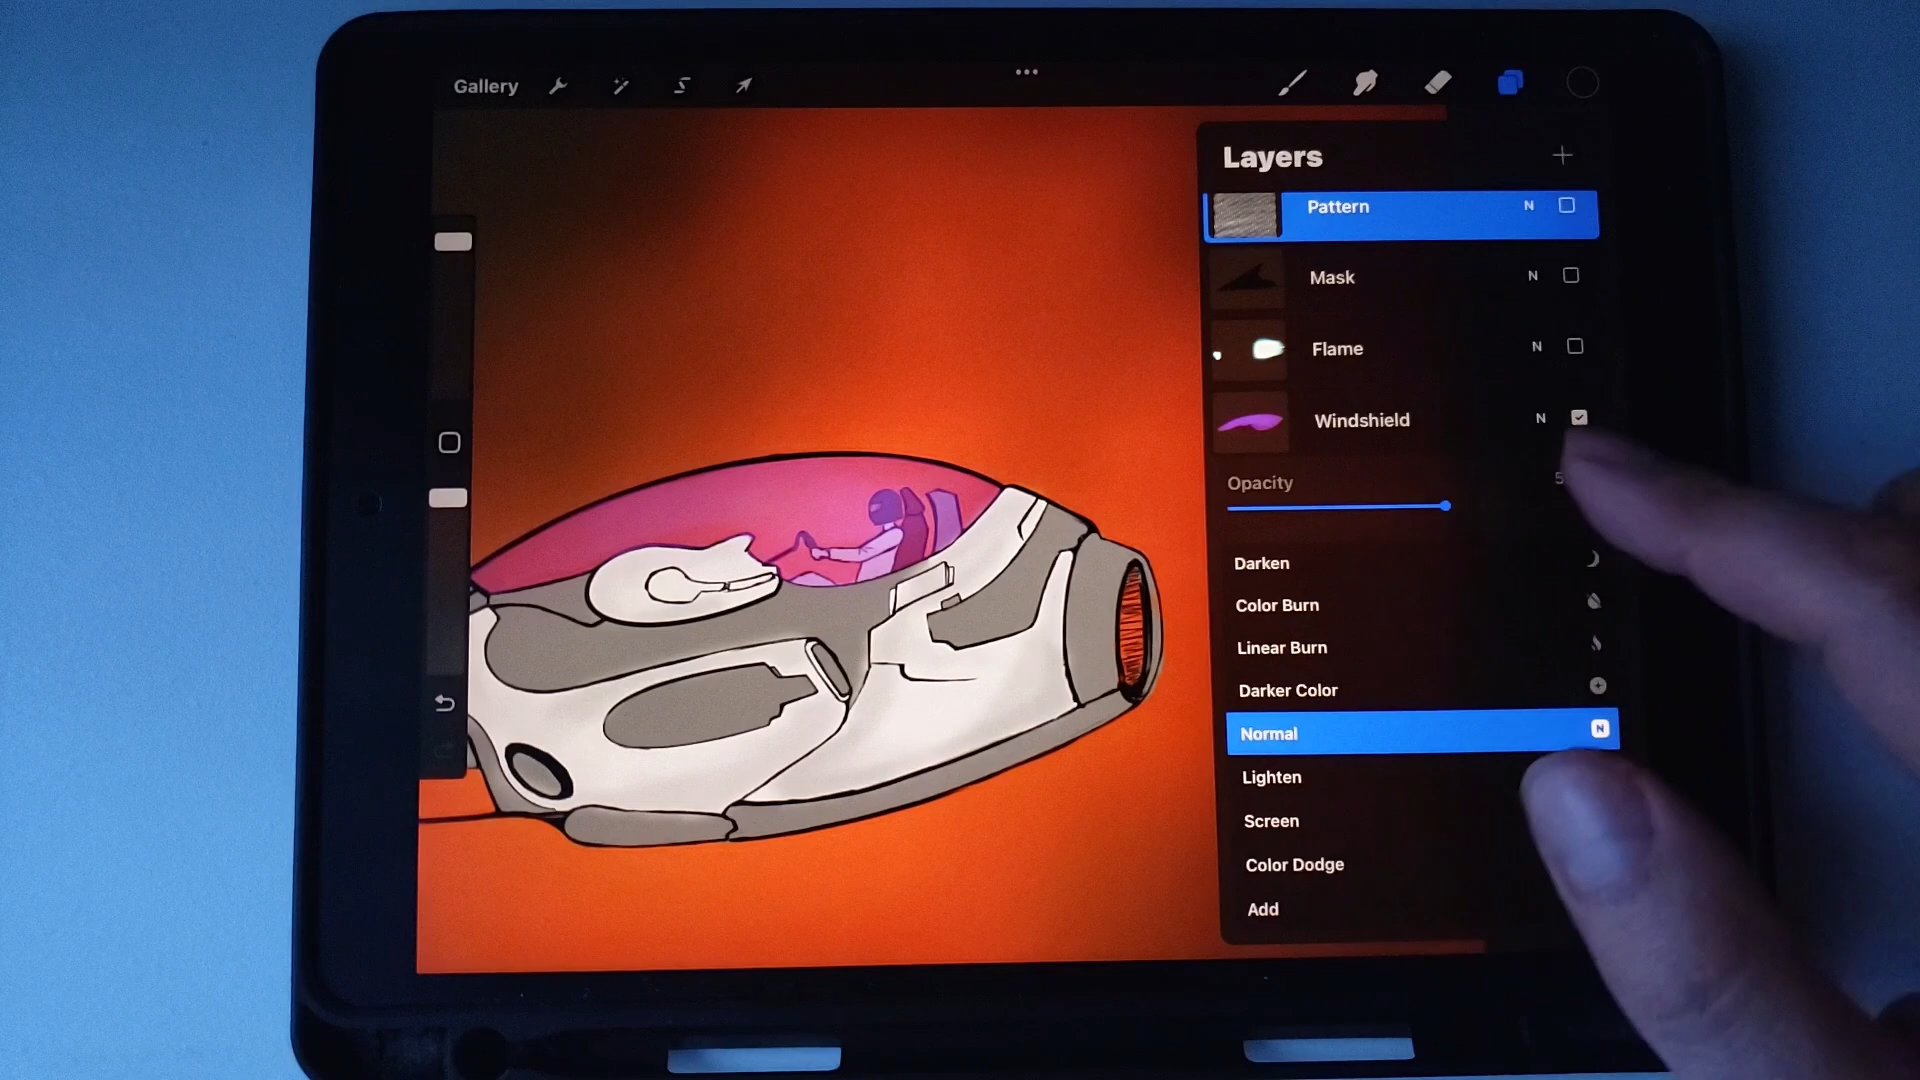 Gallery
Layers
Pattern N
Mask N
Flame N
Windshield N
Opacity
Darken
Color Burn
Linear Burn
Darker Color
Normal N
Lighten
Screen
Color Dodge
Add